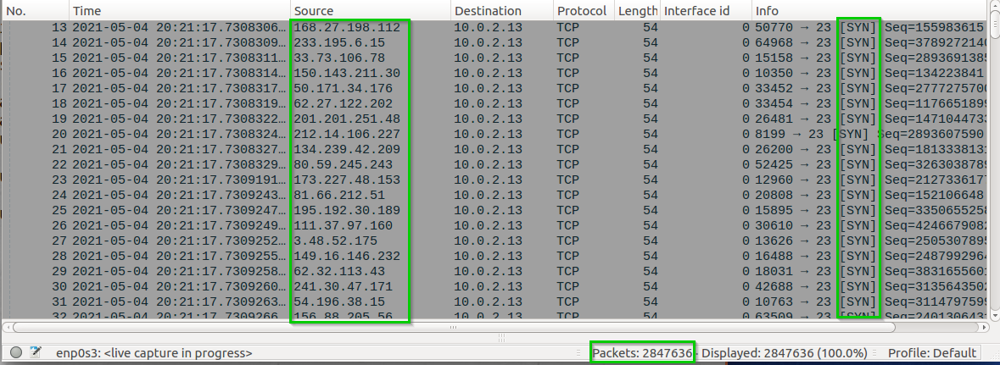 No. Time Source Destination Protocol Length Interface id Info
13 2021-05-04 20:21:17.7308306… 168.27.198.112 10.0.2.13 TCP 54 0 50770 → 23 [SYN] Seq=155983615
14 2021-05-04 20:21:17.7308309… 233.195.6.15 10.0.2.13 TCP 54 0 64968 → 23 [SYN] Seq=3789272140
15 2021-05-04 20:21:17.7308311… 33.73.106.78 10.0.2.13 TCP 54 0 15158 → 23 [SYN] Seq=2893691385
16 2021-05-04 20:21:17.7308314… 150.143.211.30 10.0.2.13 TCP 54 0 10350 → 23 [SYN] Seq=134223841
17 2021-05-04 20:21:17.7308317… 50.171.34.176 10.0.2.13 TCP 54 0 33452 → 23 [SYN] Seq=2777275700
18 2021-05-04 20:21:17.7308319… 62.27.122.202 10.0.2.13 TCP 54 0 33454 → 23 [SYN] Seq=1176651899
19 2021-05-04 20:21:17.7308322… 201.201.251.48 10.0.2.13 TCP 54 0 26481 → 23 [SYN] Seq=1471044733
20 2021-05-04 20:21:17.7308324… 212.14.106.227 10.0.2.13 TCP 54 0 8199 → 23 [SYN] Seq=2893607590
21 2021-05-04 20:21:17.7308327… 134.239.42.209 10.0.2.13 TCP 54 0 26200 → 23 [SYN] Seq=1813338131
22 2021-05-04 20:21:17.7308329… 80.59.245.243 10.0.2.13 TCP 54 0 52425 → 23 [SYN] Seq=3263038789
23 2021-05-04 20:21:17.7309191… 173.227.48.153 10.0.2.13 TCP 54 0 12960 → 23 [SYN] Seq=2127336177
24 2021-05-04 20:21:17.7309243… 81.66.212.51 10.0.2.13 TCP 54 0 20808 → 23 [SYN] Seq=152106648
25 2021-05-04 20:21:17.7309247… 195.192.30.189 10.0.2.13 TCP 54 0 15895 → 23 [SYN] Seq=3350655258
26 2021-05-04 20:21:17.7309249… 111.37.97.160 10.0.2.13 TCP 54 0 30610 → 23 [SYN] Seq=4246679082
27 2021-05-04 20:21:17.7309252… 3.48.52.175 10.0.2.13 TCP 54 0 13626 → 23 [SYN] Seq=2505307895
28 2021-05-04 20:21:17.7309255… 149.16.146.232 10.0.2.13 TCP 54 0 16488 → 23 [SYN] Seq=2487992964
29 2021-05-04 20:21:17.7309258… 62.32.113.43 10.0.2.13 TCP 54 0 18031 → 23 [SYN] Seq=3831655601
30 2021-05-04 20:21:17.7309260… 241.30.47.171 10.0.2.13 TCP 54 0 42688 → 23 [SYN] Seq=3135643502
31 2021-05-04 20:21:17.7309263… 54.196.38.15 10.0.2.13 TCP 54 0 10763 → 23 [SYN] Seq=3114797599
32 2021-05-04 20:21:17.7309266… 156.88.205.56 10.0.2.13 TCP 54 0 63509 → 23 [SYN] Seq=2401306431
enp0s3: <live capture in progress> Packets: 2847636 · Displayed: 2847636 (100.0%) Profile: Default